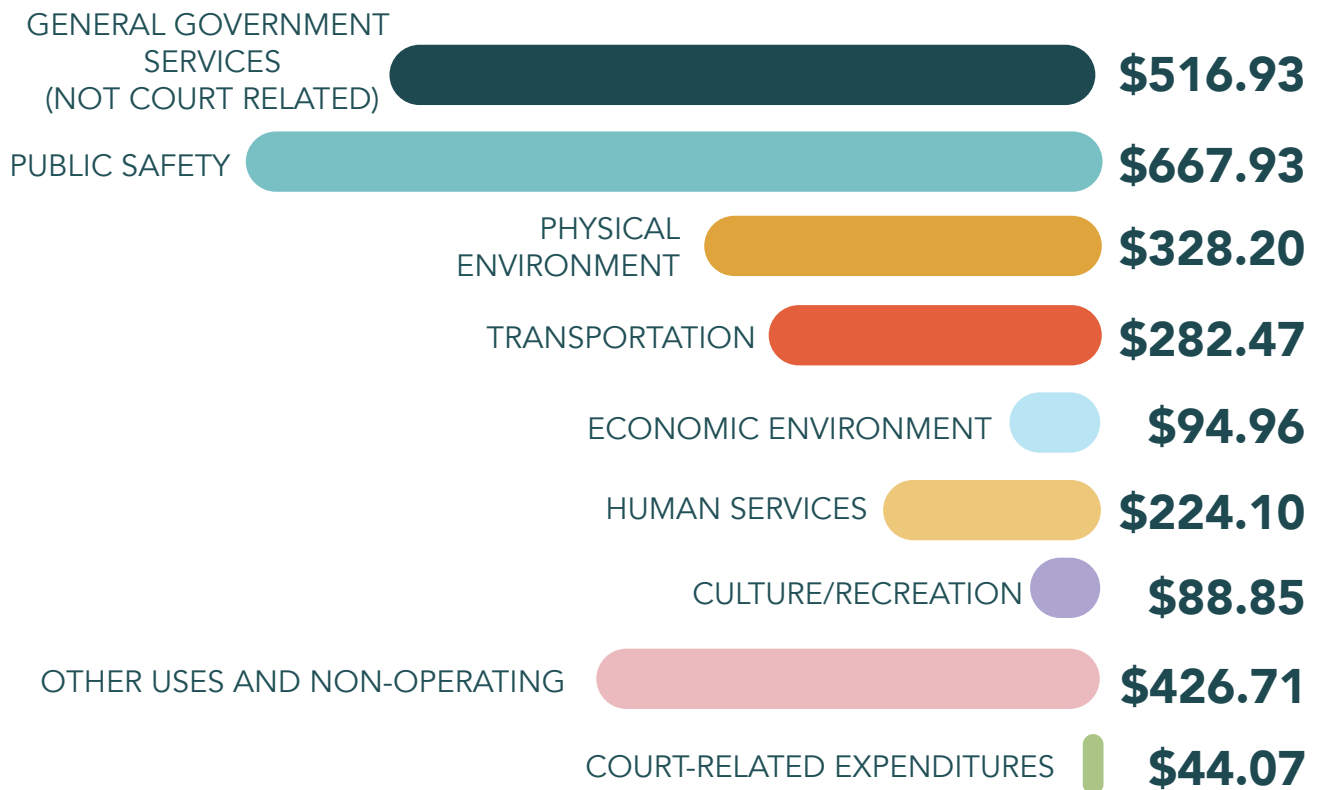 GENERAL GOVERNMENT
SERVICES
(NOT COURT RELATED)
$516.93
PUBLIC SAFETY
$667.93
PHYSICAL
ENVIRONMENT
$328.20
TRANSPORTATION
$282.47
ECONOMIC ENVIRONMENT
$94.96
HUMAN SERVICES
$224.10
CULTURE/RECREATION
$88.85
OTHER USES AND NON-OPERATING
$426.71
COURT-RELATED EXPENDITURES
$44.07